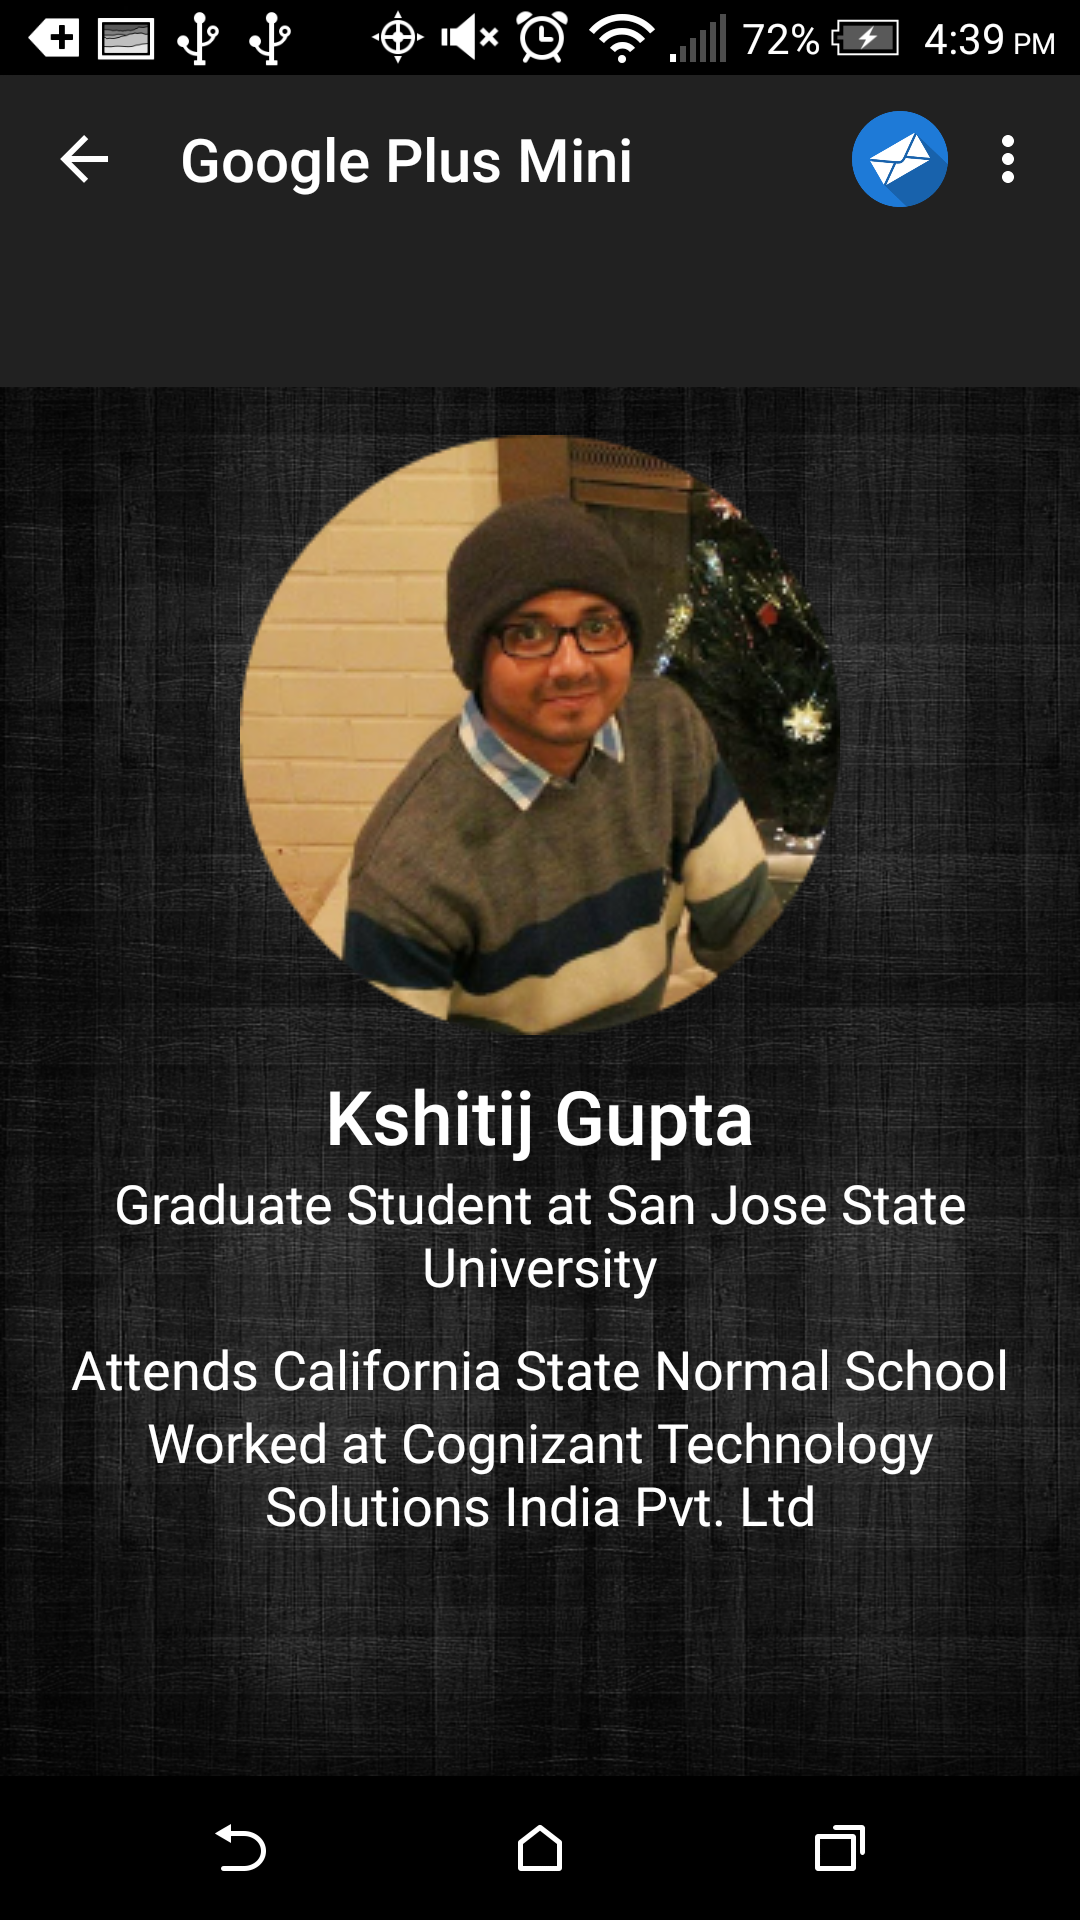 72% 4:39 PM
Google Plus Mini
Kshitij Gupta
Graduate Student at San Jose State
University
Attends California State Normal School
Worked at Cognizant Technology
Solutions India Pvt. Ltd